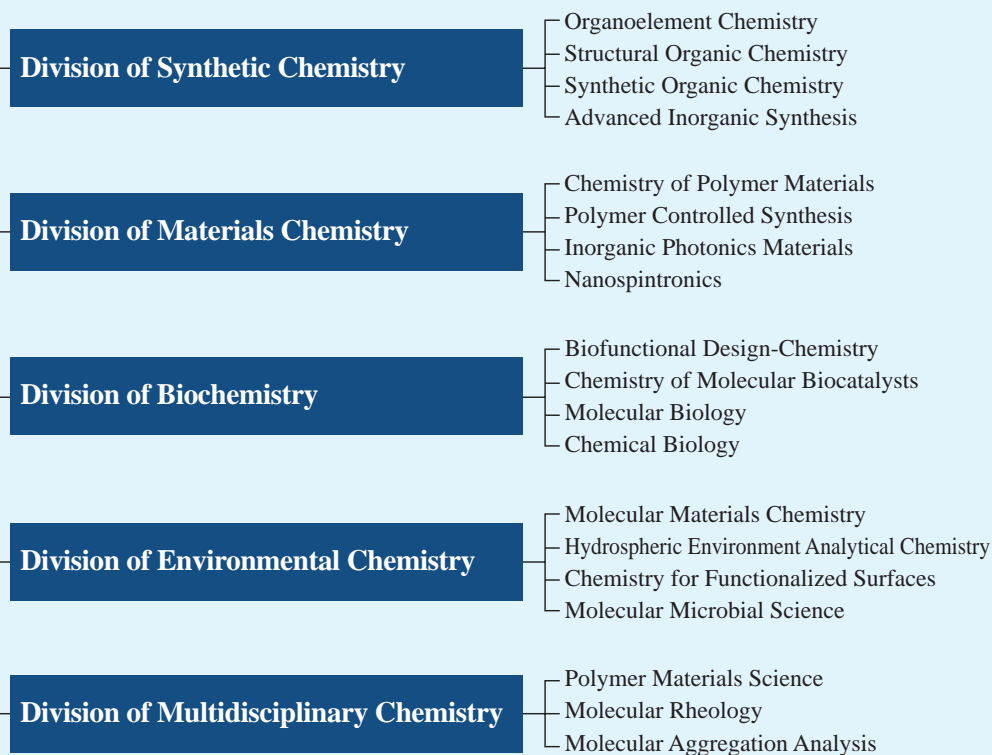 Division of Synthetic Chemistry
Organoelement Chemistry
Structural Organic Chemistry
Synthetic Organic Chemistry
Advanced Inorganic Synthesis
Division of Materials Chemistry
Chemistry of Polymer Materials
Polymer Controlled Synthesis
Inorganic Photonics Materials
Nanospintronics
Division of Biochemistry
Biofunctional Design-Chemistry
Chemistry of Molecular Biocatalysts
Molecular Biology
Chemical Biology
Division of Environmental Chemistry
Molecular Materials Chemistry
Hydrospheric Environment Analytical Chemistry
Chemistry for Functionalized Surfaces
Molecular Microbial Science
Division of Multidisciplinary Chemistry
Polymer Materials Science
Molecular Rheology
Molecular Aggregation Analysis